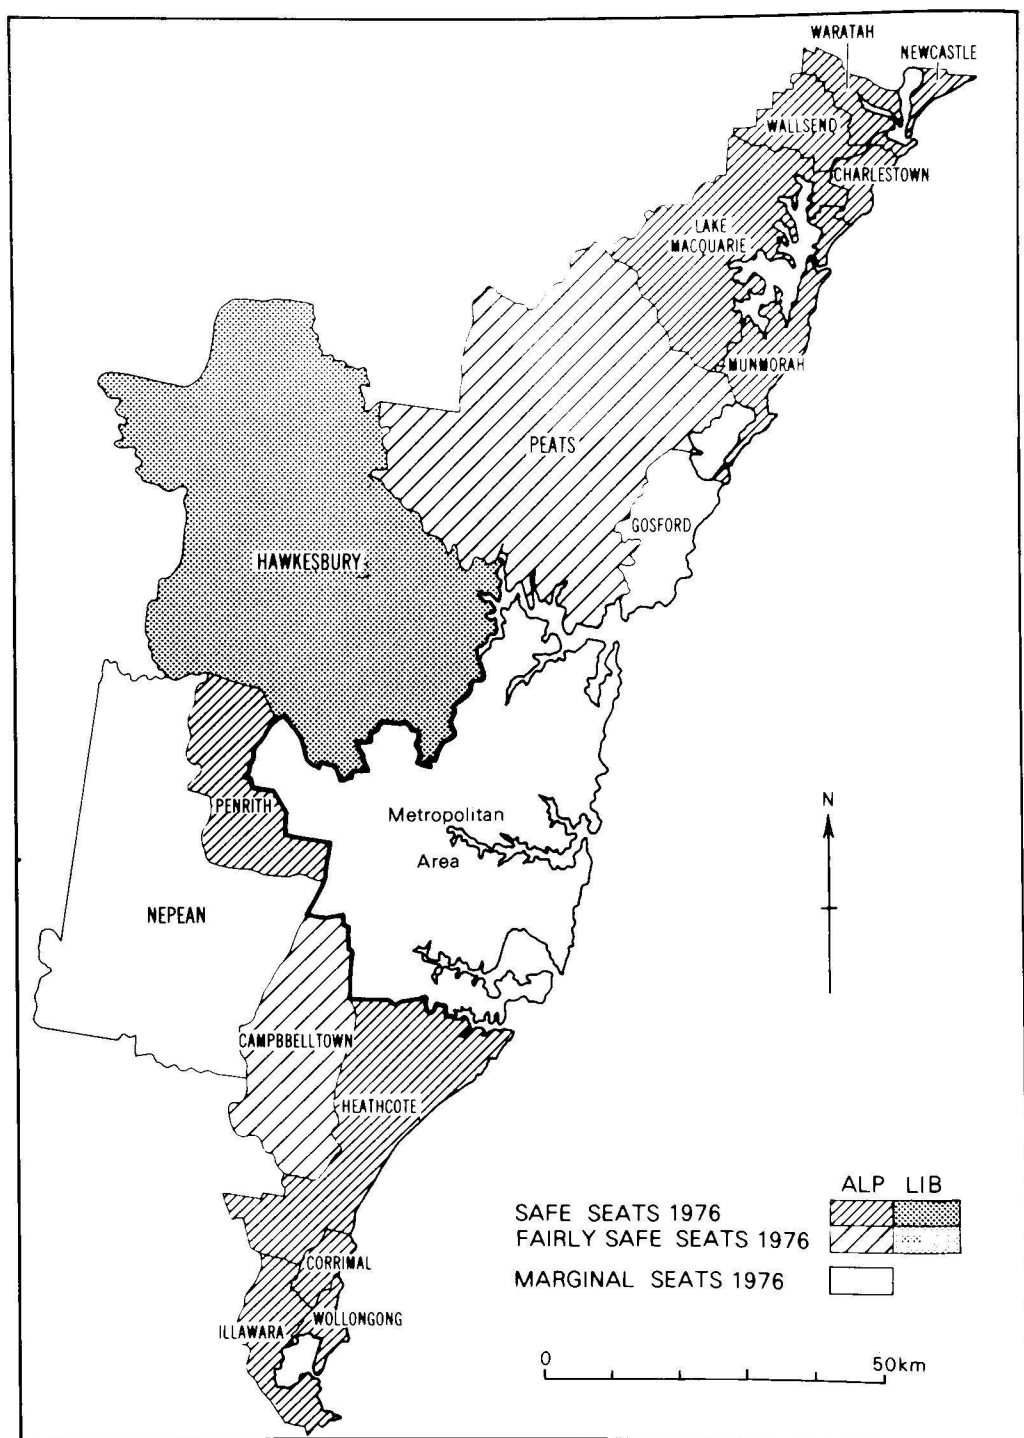 WARATAH
NEWCASTLE
WALLSEND
CHARLESTOWN
LAKE
MACQUARIE
MUNMORAH
PEATS
GOSFORD
HAWKESBURY
PENRITH
Metropolitan
Area
N
NEPEAN
CAMPBBELLTOWN
HEATHCOTE
ALP LIB
SAFE SEATS 1976
FAIRLY SAFE SEATS 1976
MARGINAL SEATS 1976
CORRIMAL
WOLLONGONG
ILLAWARA
0 50km